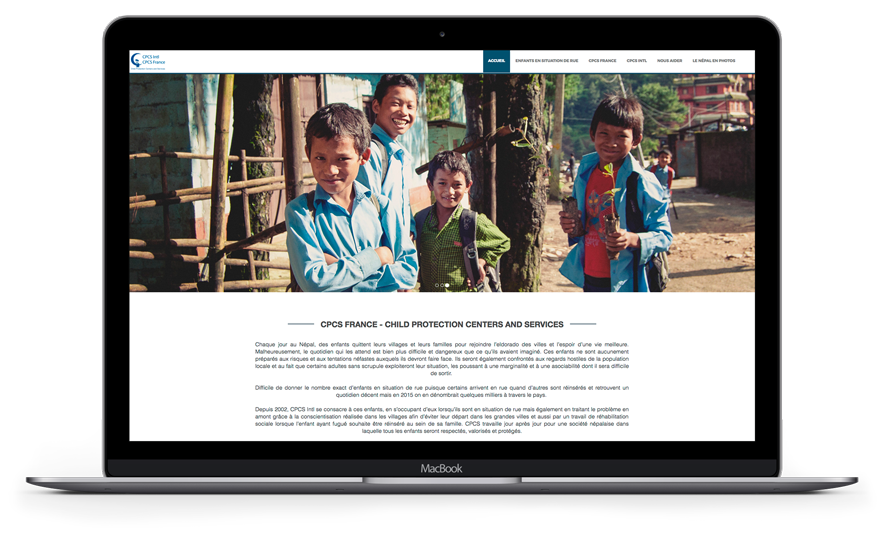 CPCS Intl
CPCS France
ACCUEIL
ENFANTS EN SITUATION DE RUE
CPCS FRANCE
CPCS INTL
NOUS AIDER
LE NÉPAL EN PHOTOS
CPCS FRANCE - CHILD PROTECTION CENTERS AND SERVICES
Chaque jour au Népal, des enfants quittent leurs villages et leurs familles pour rejoindre l'eldorado des villes et l'espoir d'une vie meilleure.
Malheureusement, le quotidien qui les attend est bien plus difficile et dangereux que ce qu'ils avaient imaginé. Ces enfants ne sont aucunement
préparés aux risques et aux tentations néfastes auxquels ils devront faire face. Ils seront également confrontés aux regards hostiles de la population
locale et au fait que certains adultes sans scrupule exploiteront leur situation, les poussant à une marginalité et à une asociabilité dont il sera difficile
de sortir.
Difficile de donner le nombre exact d'enfants en situation de rue puisque certains arrivent en rue quand d'autres sont réinsérés et retrouvent un
quotidien décent mais en 2015 on en dénombrait quelques milliers à travers le pays.
Depuis 2002, CPCS Intl se consacre à ces enfants, en s'occupant d'eux lorsqu'ils sont en situation de rue mais également en traitant le problème en
amont grâce à la conscientisation réalisée dans les villages afin d'éviter leur départ dans les grandes villes et aussi par un travail de réhabilitation
sociale lorsque l'enfant ayant fugué souhaite être réinséré au sein de sa famille. CPCS travaille jour après jour pour une société népalaise dans
laquelle tous les enfants seront respectés, valorisés et protégés.
MacBook